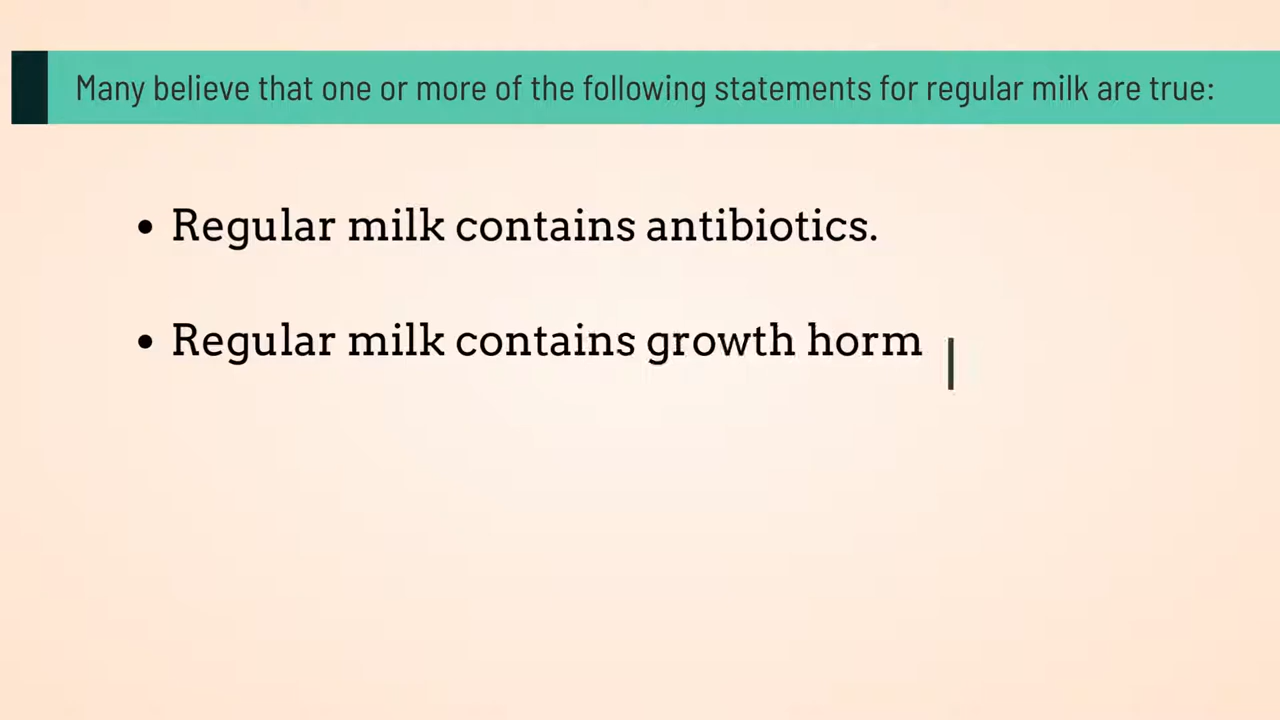 Many believe that one or more of the following statements for regular milk are true:
• Regular milk contains antibiotics.
• Regular milk contains growth horm